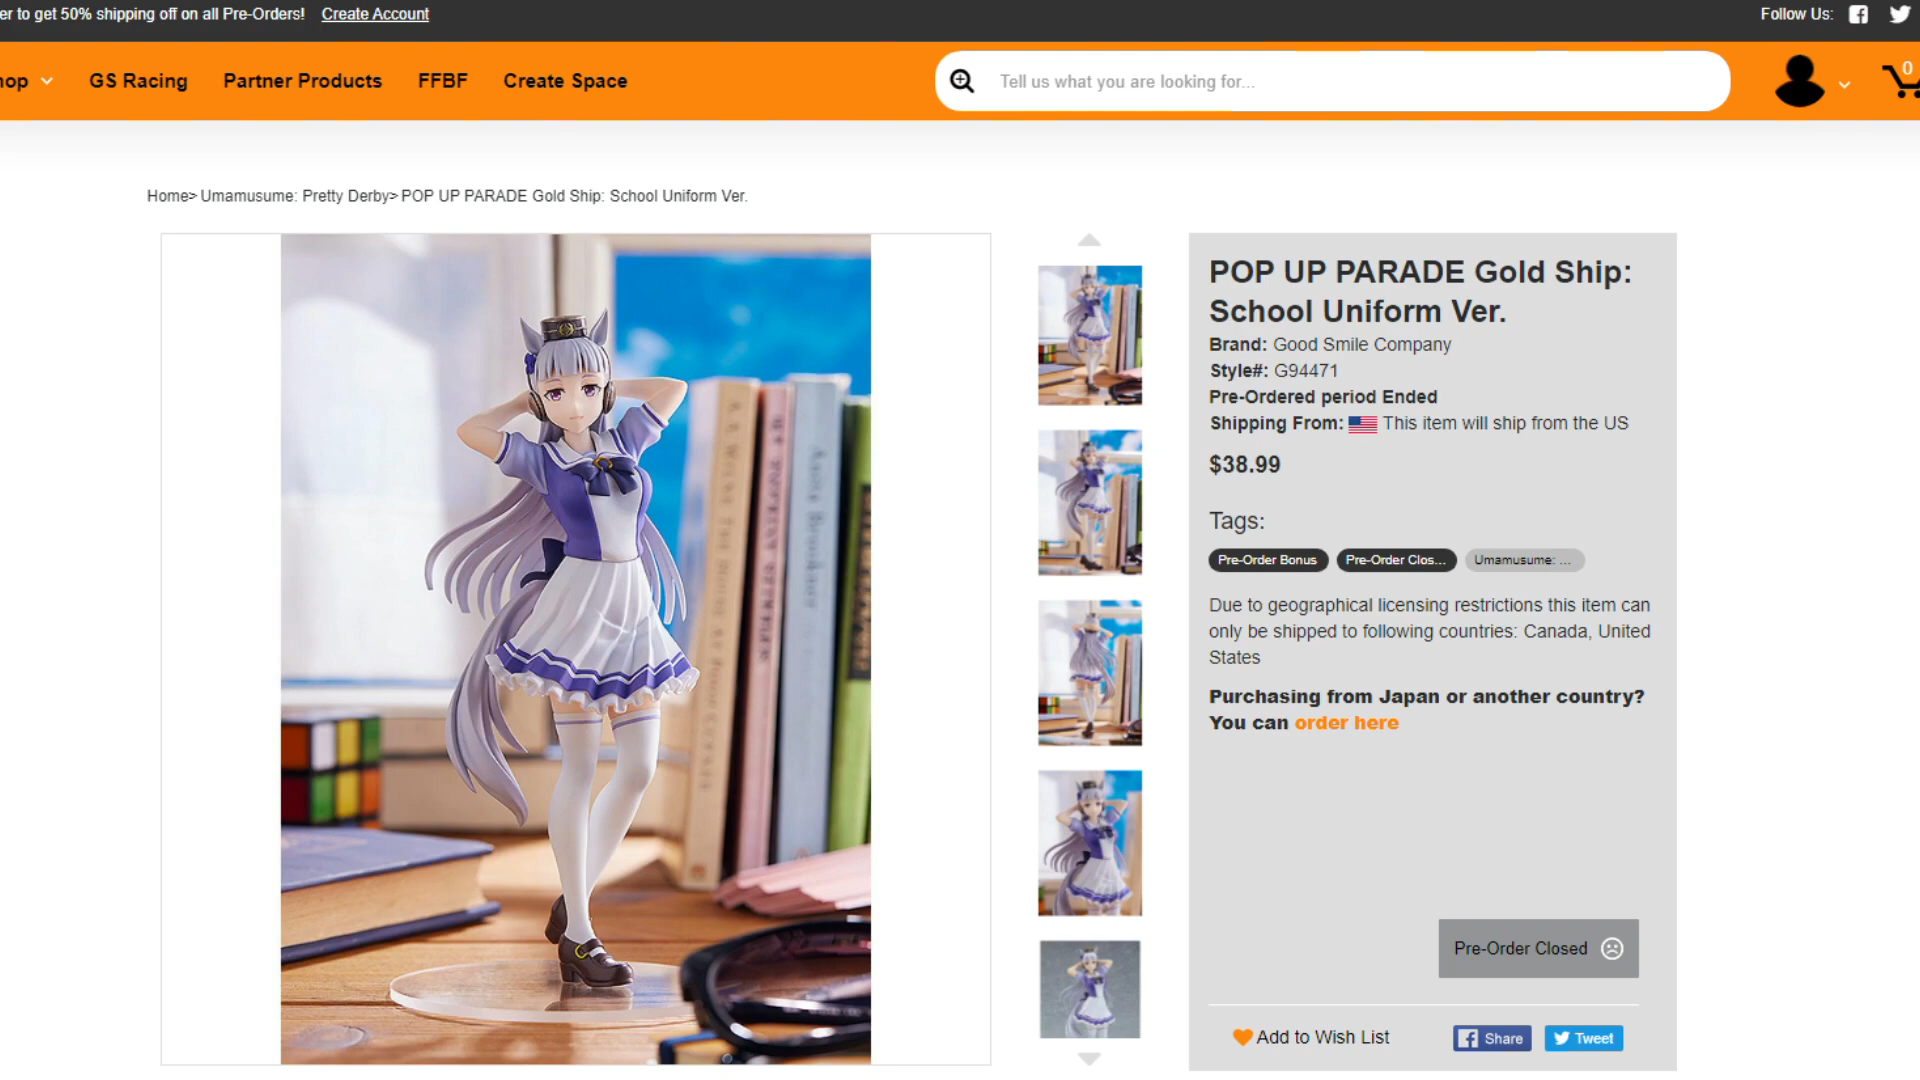 er to get 50% shipping off on all Pre-Orders! Create Account
Follow Us:
hop GS Racing Partner Products FFBF Create Space
Tell us what you are looking for...
0
Home> Umamusume: Pretty Derby> POP UP PARADE Gold Ship: School Uniform Ver.
POP UP PARADE Gold Ship:
School Uniform Ver.
Brand: Good Smile Company
Style#: G94471
Pre-Ordered period Ended
Shipping From: This item will ship from the US
$38.99
Tags:
Pre-Order Bonus Pre-Order Clos... Umamusume: ...
Due to geographical licensing restrictions this item can
only be shipped to following countries: Canada, United
States
Purchasing from Japan or another country?
You can order here
Pre-Order Closed
Add to Wish List
Share
Tweet